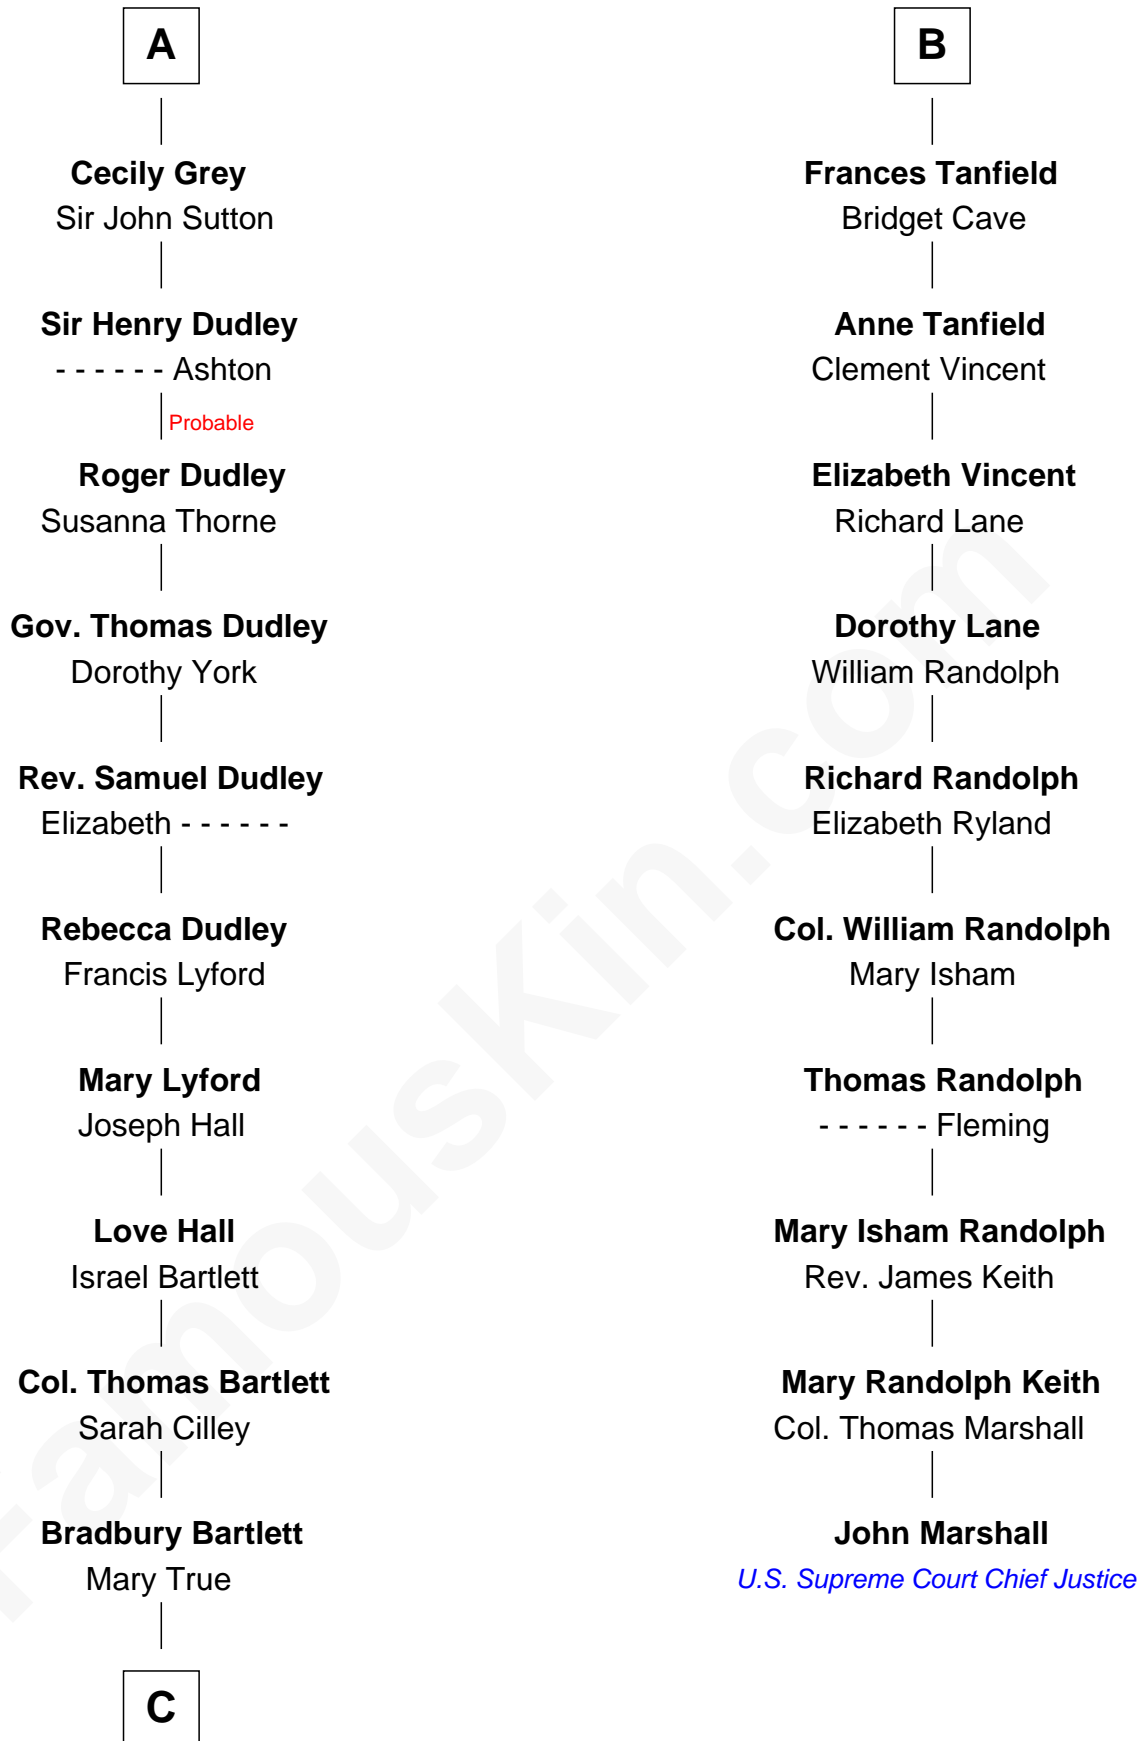 A
Cecily Grey
Sir John Sutton
Sir Henry Dudley
- - - - - - Ashton
Probable
Roger Dudley
Susanna Thorne
Gov. Thomas Dudley
Dorothy York
Rev. Samuel Dudley
Elizabeth - - - - - -
Rebecca Dudley
Francis Lyford
Mary Lyford
Joseph Hall
Love Hall
Israel Bartlett
Col. Thomas Bartlett
Sarah Cilley
Bradbury Bartlett
Mary True
C
B
Frances Tanfield
Bridget Cave
Anne Tanfield
Clement Vincent
Elizabeth Vincent
Richard Lane
Dorothy Lane
William Randolph
Richard Randolph
Elizabeth Ryland
Col. William Randolph
Mary Isham
Thomas Randolph
- - - - - - Fleming
Mary Isham Randolph
Rev. James Keith
Mary Randolph Keith
Col. Thomas Marshall
John Marshall
U.S. Supreme Court Chief Justice
FamousKin.com